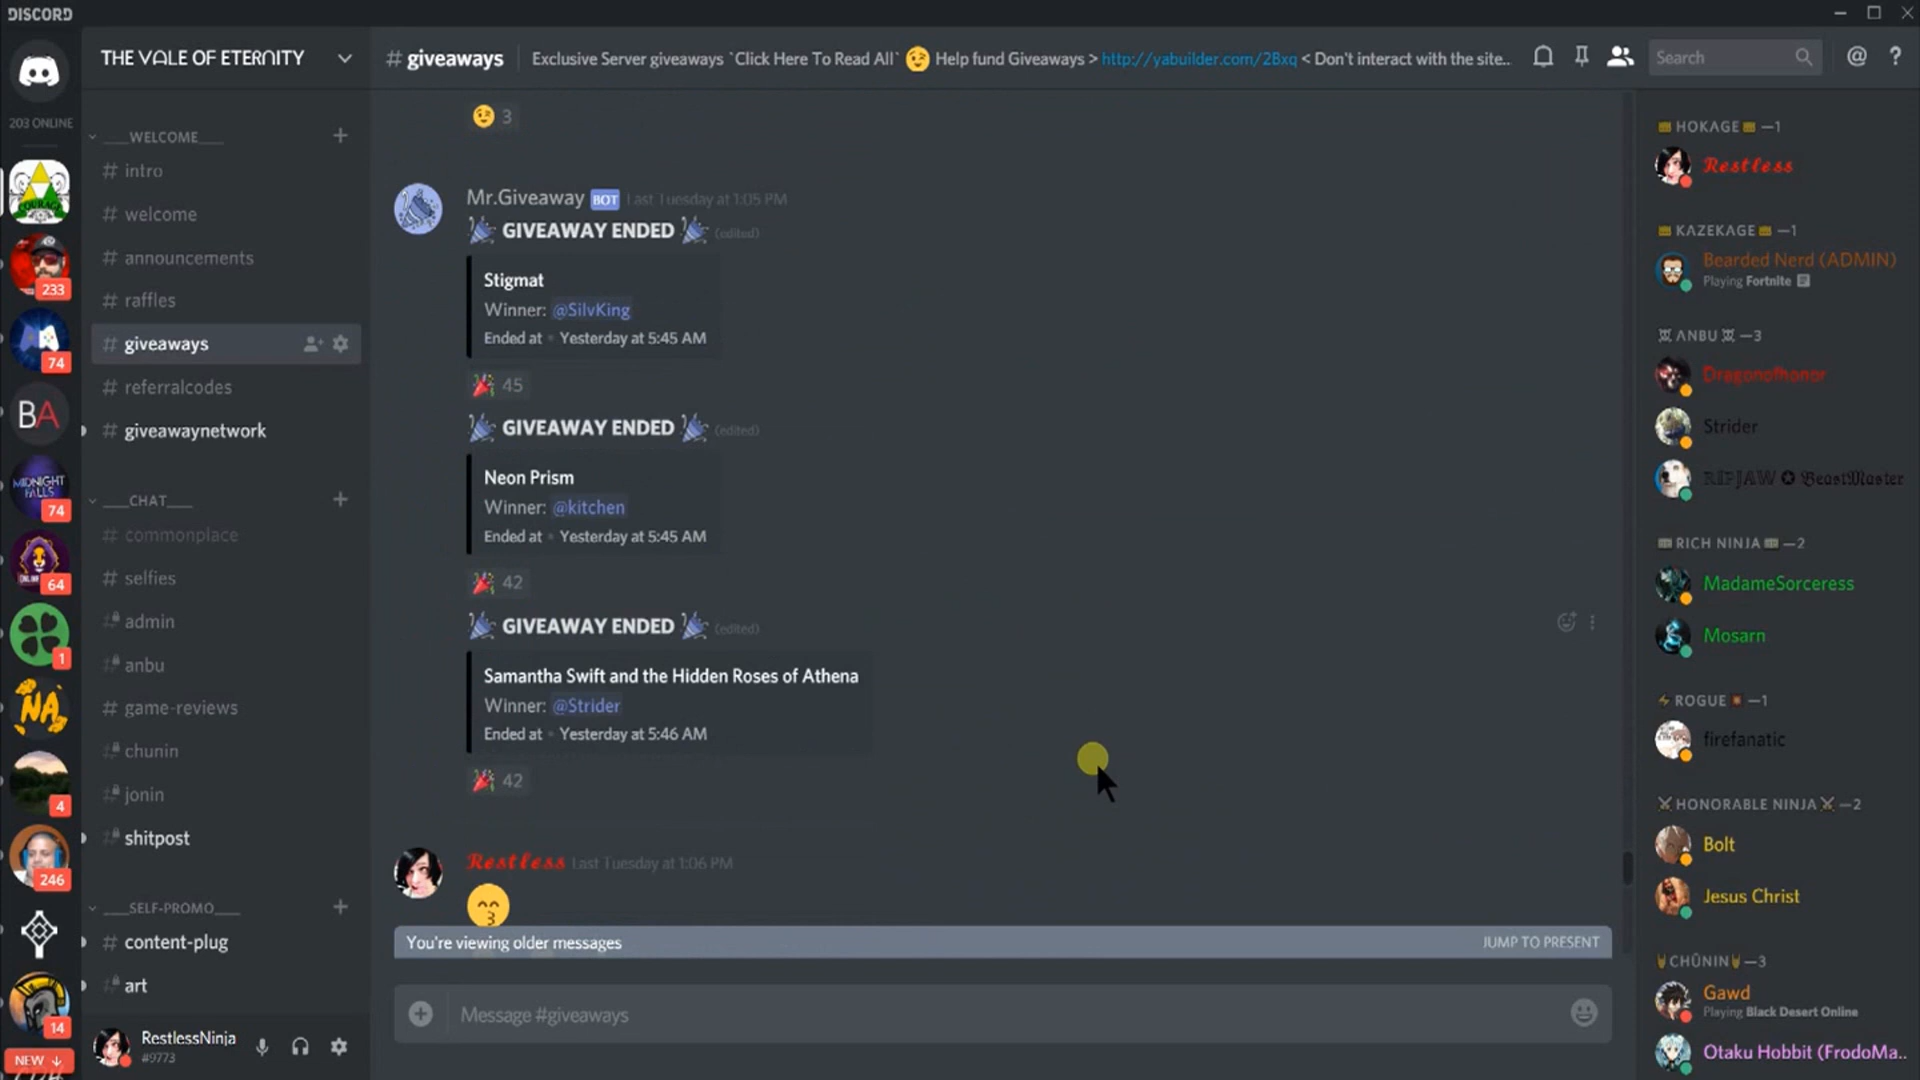 DISCORD
203 ONLINE
233
74
BA
MIDNIGHT FALLS
74
64
1
NA
4
246
14
NEW ↓
THE VALE OF ETERNITY
___WELCOME___
# intro
# welcome
# announcements
# raffles
# giveaways
# referralcodes
# giveawaynetwork
___CHAT___
# commonplace
# selfies
# admin
# anbu
# game-reviews
# chunin
# jonin
# shitpost
___SELF-PROMO___
# content-plug
# art
RestlessNinja
#9773
# giveaways
Exclusive Server giveaways `Click Here To Read All` 😉 Help fund Giveaways > http://yabuilder.com/2Bxq < Don't interact with the site...
Search
😉 3
Mr.Giveaway BOT Last Tuesday at 1:05 PM
🎉 GIVEAWAY ENDED 🎉 (edited)
Stigmat
Winner: @SilvKing
Ended at • Yesterday at 5:45 AM
🎉 45
🎉 GIVEAWAY ENDED 🎉 (edited)
Neon Prism
Winner: @kitchen
Ended at • Yesterday at 5:45 AM
🎉 42
🎉 GIVEAWAY ENDED 🎉 (edited)
Samantha Swift and the Hidden Roses of Athena
Winner: @Strider
Ended at • Yesterday at 5:46 AM
🎉 42
Restless Last Tuesday at 1:06 PM
You're viewing older messages
JUMP TO PRESENT
Message #giveaways
HOKAGE —1
Restless
KAZEKAGE —1
Bearded Nerd (ADMIN)
Playing Fortnite
ANBU —3
Dragonofhonor
Strider
RIPJAW ✪ BeastMaster
RICH NINJA —2
MadameSorceress
Mosarn
ROGUE —1
firefanatic
⚔ HONORABLE NINJA ⚔ —2
Bolt
Jesus Christ
CHŪNIN —3
Gawd
Playing Black Desert Online
Otaku Hobbit (FrodoMa..